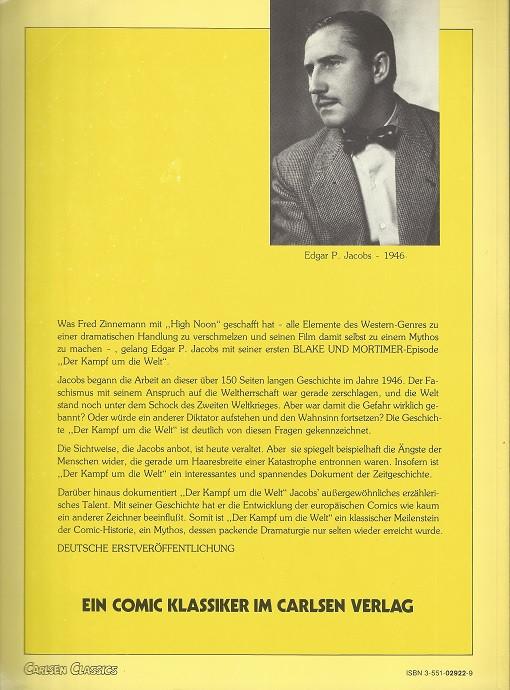 Edgar P. Jacobs - 1946
Was Fred Zinnemann mit „High Noon“ geschafft hat - alle Elemente des Western-Genres zu
einer dramatischen Handlung zu verschmelzen und seinen Film damit selbst zu einem Mythos
zu machen - , gelang Edgar P. Jacobs mit seiner ersten BLAKE UND MORTIMER-Episode
„Der Kampf um die Welt“.
Jacobs begann die Arbeit an dieser über 150 Seiten langen Geschichte im Jahre 1946. Der Fa-
schismus mit seinem Anspruch auf die Weltherrschaft war gerade zerschlagen, und die Welt
stand noch unter dem Schock des Zweiten Weltkrieges. Aber war damit die Gefahr wirklich ge-
bannt? Oder würde ein anderer Diktator aufstehen und den Wahnsinn fortsetzen? Die Geschich-
te „Der Kampf um die Welt“ ist deutlich von diesen Fragen gekennzeichnet.
Die Sichtweise, die Jacobs anbot, ist heute veraltet. Aber sie spiegelt beispielhaft die Ängste der
Menschen wider, die gerade um Haaresbreite einer Katastrophe entronnen waren. Insofern ist
„Der Kampf um die Welt“ ein interessantes und spannendes Dokument der Zeitgeschichte.
Darüber hinaus dokumentiert „Der Kampf um die Welt“ Jacobs' außergewöhnliches erzähleri-
sches Talent. Mit seiner Geschichte hat er die Entwicklung der europäischen Comics wie kaum
ein anderer Zeichner beeinflußt. Somit ist „Der Kampf um die Welt“ ein klassischer Meilenstein
der Comic-Historie, ein Mythos, dessen packende Dramaturgie nur selten wieder erreicht wurde.
DEUTSCHE ERSTVERÖFFENTLICHUNG
EIN COMIC KLASSIKER IM CARLSEN VERLAG
CARLSEN CLASSICS
ISBN 3-551-02922-9